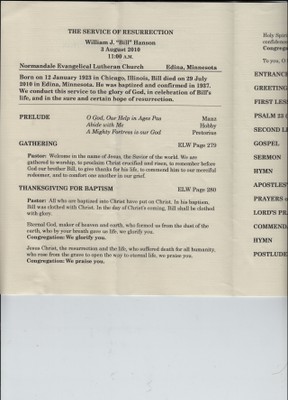 THE SERVICE OF RESURRECTION
William J. "Bill" Hanson
3 August 2010
11:00 A.M.
Normandale Evangelical Lutheran Church Edina, Minnesota
Born on 12 January 1923 in Chicago, Illinois, Bill died on 29 July
2010 in Edina, Minnesota. He was baptized and confirmed in 1937.
We conduct this service to the glory of God, in celebration of Bill's
life, and in the sure and certain hope of resurrection.
PRELUDE O God, Our Help in Ages Past Manz
Abide with Me Hobby
A Mighty Fortress is our God Pretorius
GATHERING ELW Page 279
Pastor: Welcome in the name of Jesus, the Savior of the world. We are
gathered to worship, to proclaim Christ crucified and risen, to remember before
God our brother Bill, to give thanks for his life, to commend him to our merciful
redeemer, and to comfort one another in our grief.
THANKSGIVING FOR BAPTISM ELW Page 280
Pastor: All who are baptized into Christ have put on Christ. In his baptism,
Bill was clothed with Christ. In the day of Christ's coming, Bill shall be clothed
with glory.
Eternal God, maker of heaven and earth, who formed us from the dust of the
earth, who by your breath gave us life, we glorify you.
Congregation: We glorify you.
Jesus Christ, the resurrection and the life, who suffered death for all humanity,
who rose from the grave to open the way to eternal life, we praise you.
Congregation: We praise you.
Holy Spirit
confidence
Congrega
To you, O
ENTRANCE
GREETING
FIRST LESS
PSALM 23
SECOND LE
GOSPEL
SERMON
HYMN
APOSTLES
PRAYERS
LORD'S PRA
COMMENDA
HYMN
POSTLUDE